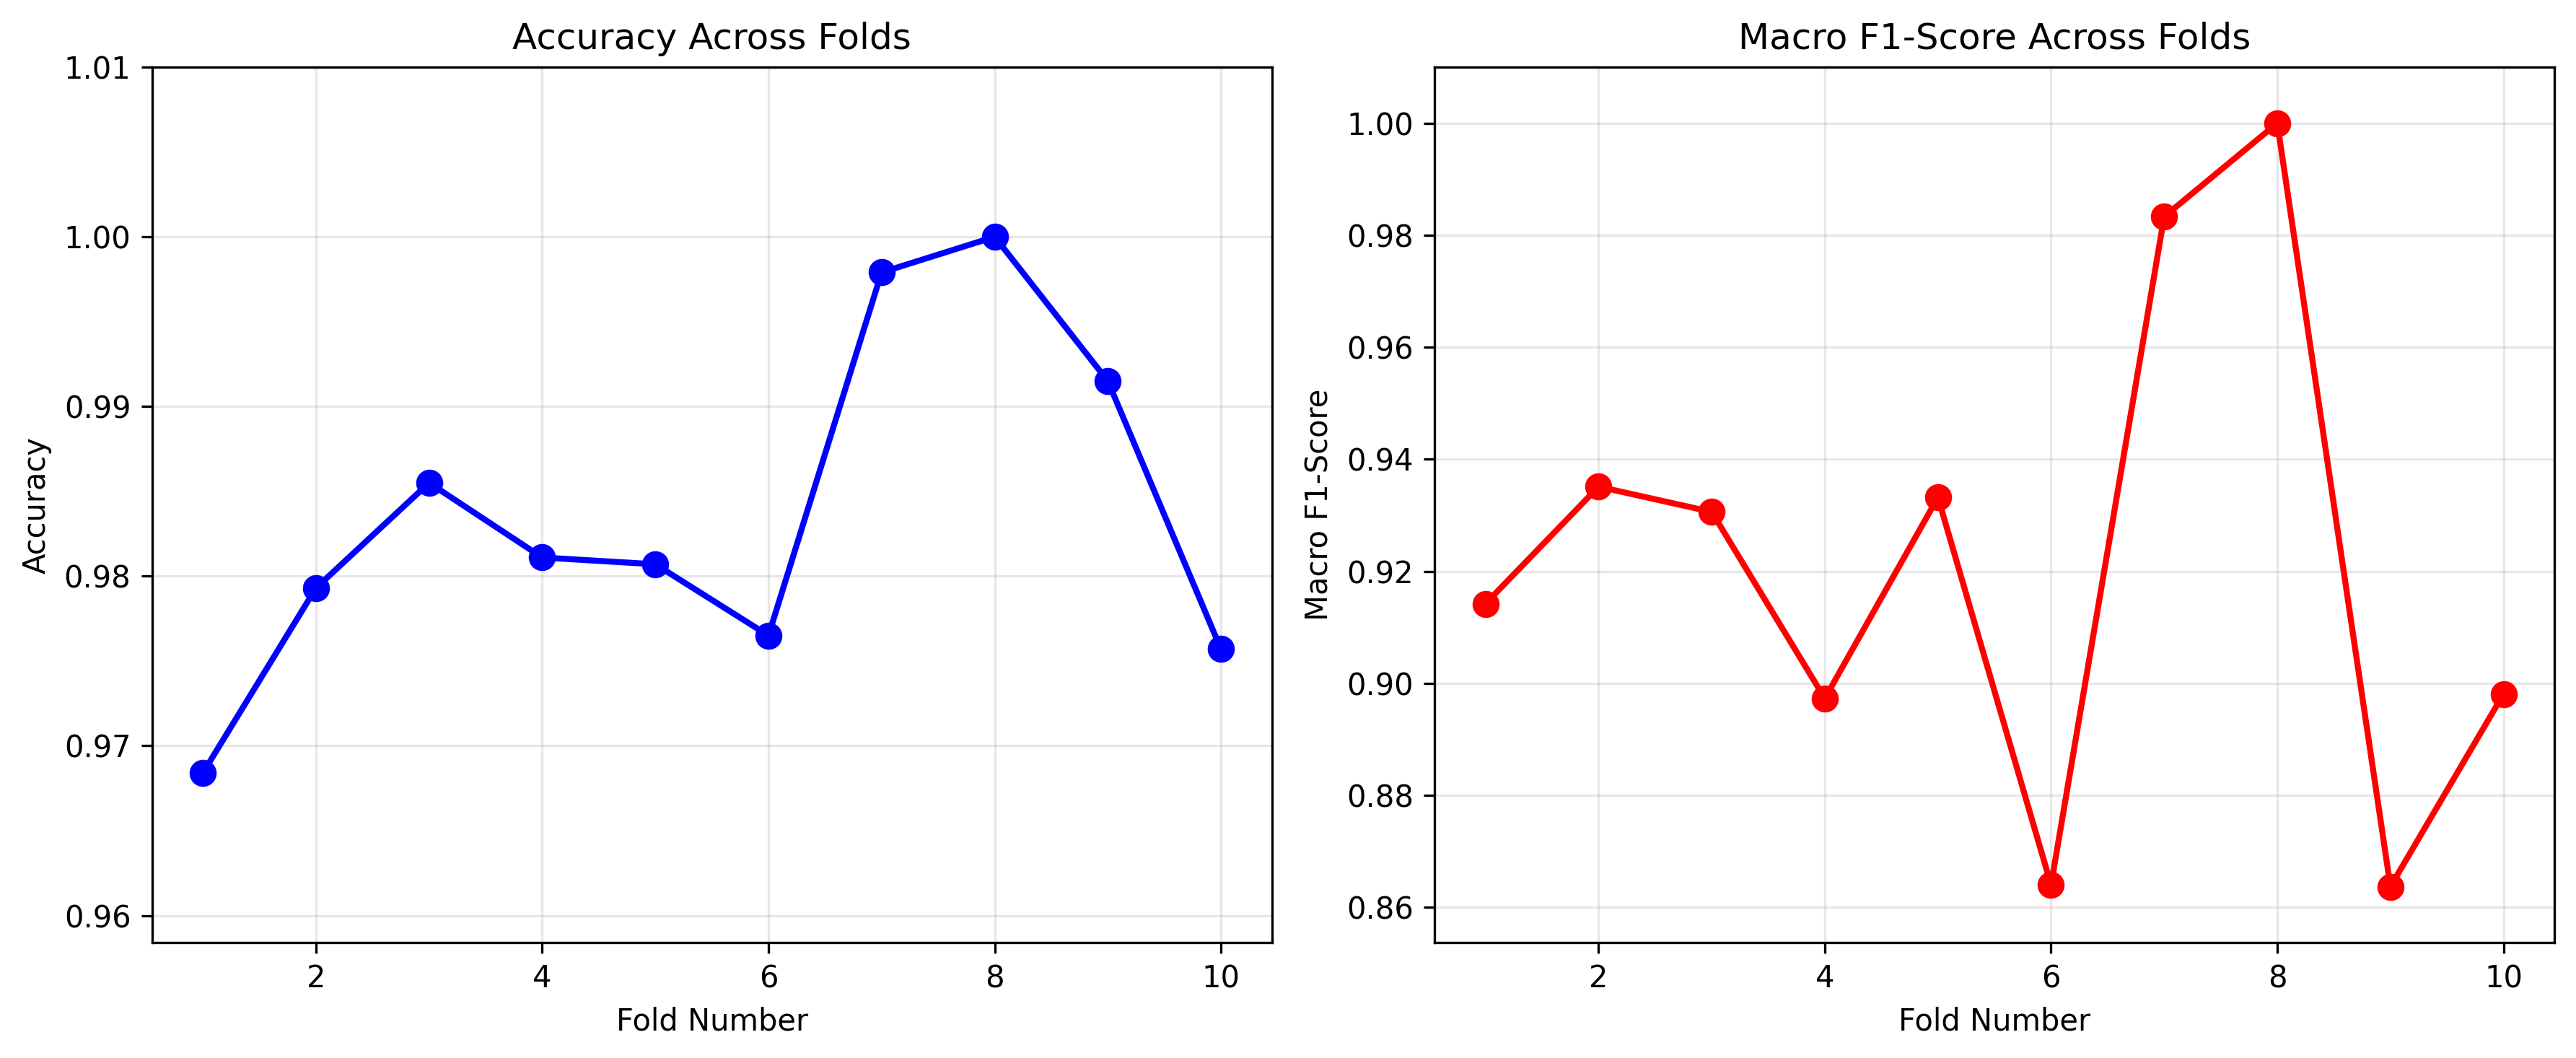 Accuracy Across Folds
1.01
1.00
0.99
0.98
0.97
0.96
Accuracy
2 4 6 8 10
Fold Number
Macro F1-Score Across Folds
1.00
0.98
0.96
0.94
0.92
0.90
0.88
0.86
Macro F1-Score
2 4 6 8 10
Fold Number